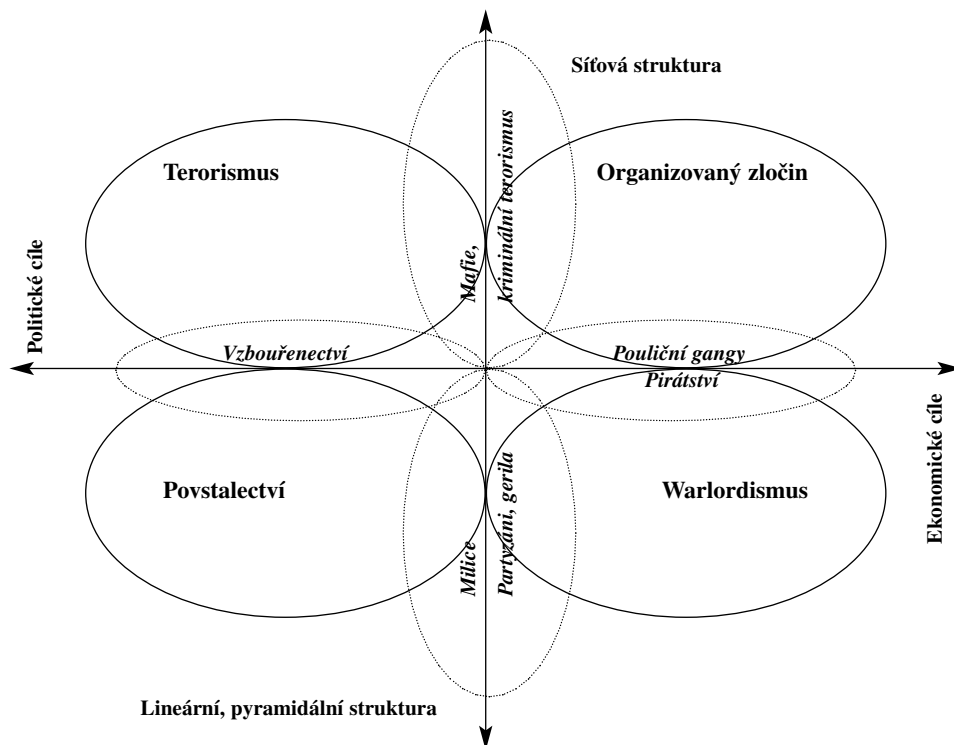 Síťová struktura
Terorismus
Organizovaný zločin
Mafie,
kriminální terorismus
Politické cíle
Vzbouřenectví
Pouliční gangy
Pirátství
Ekonomické cíle
Povstalectví
Warlordismus
Milice
Partyzáni, gerila
Lineární, pyramidální struktura